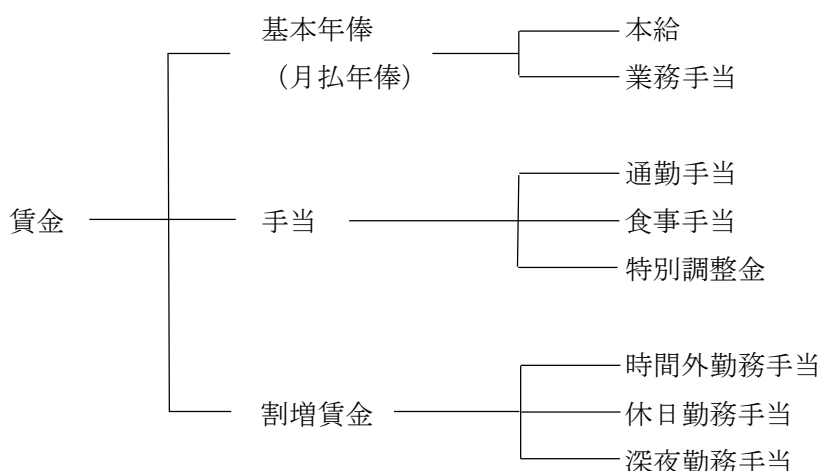 基本年俸
(月払年俸)
本給
業務手当
賃金
手当
通勤手当
食事手当
特別調整金
割増賃金
時間外勤務手当
休日勤務手当
深夜勤務手当